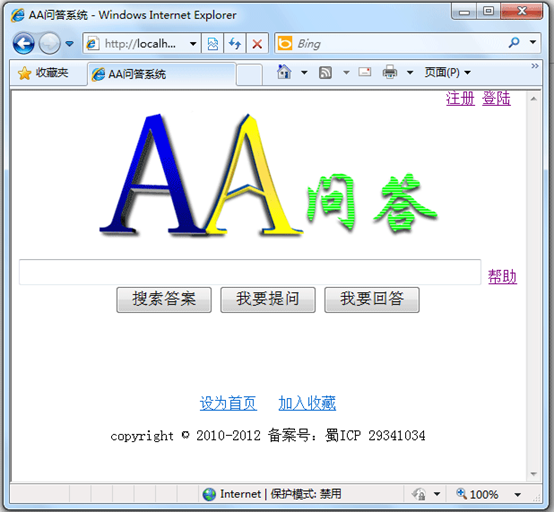 AA问答系统 - Windows Internet Explorer
http://localh...
Bing
收藏夹
AA问答系统
页面(P)
注册 登陆
AA问答
帮助
搜索答案 我要提问 我要回答
设为首页 加入收藏
copyright © 2010-2012 备案号: 蜀ICP 29341034
Internet | 保护模式: 禁用
100%